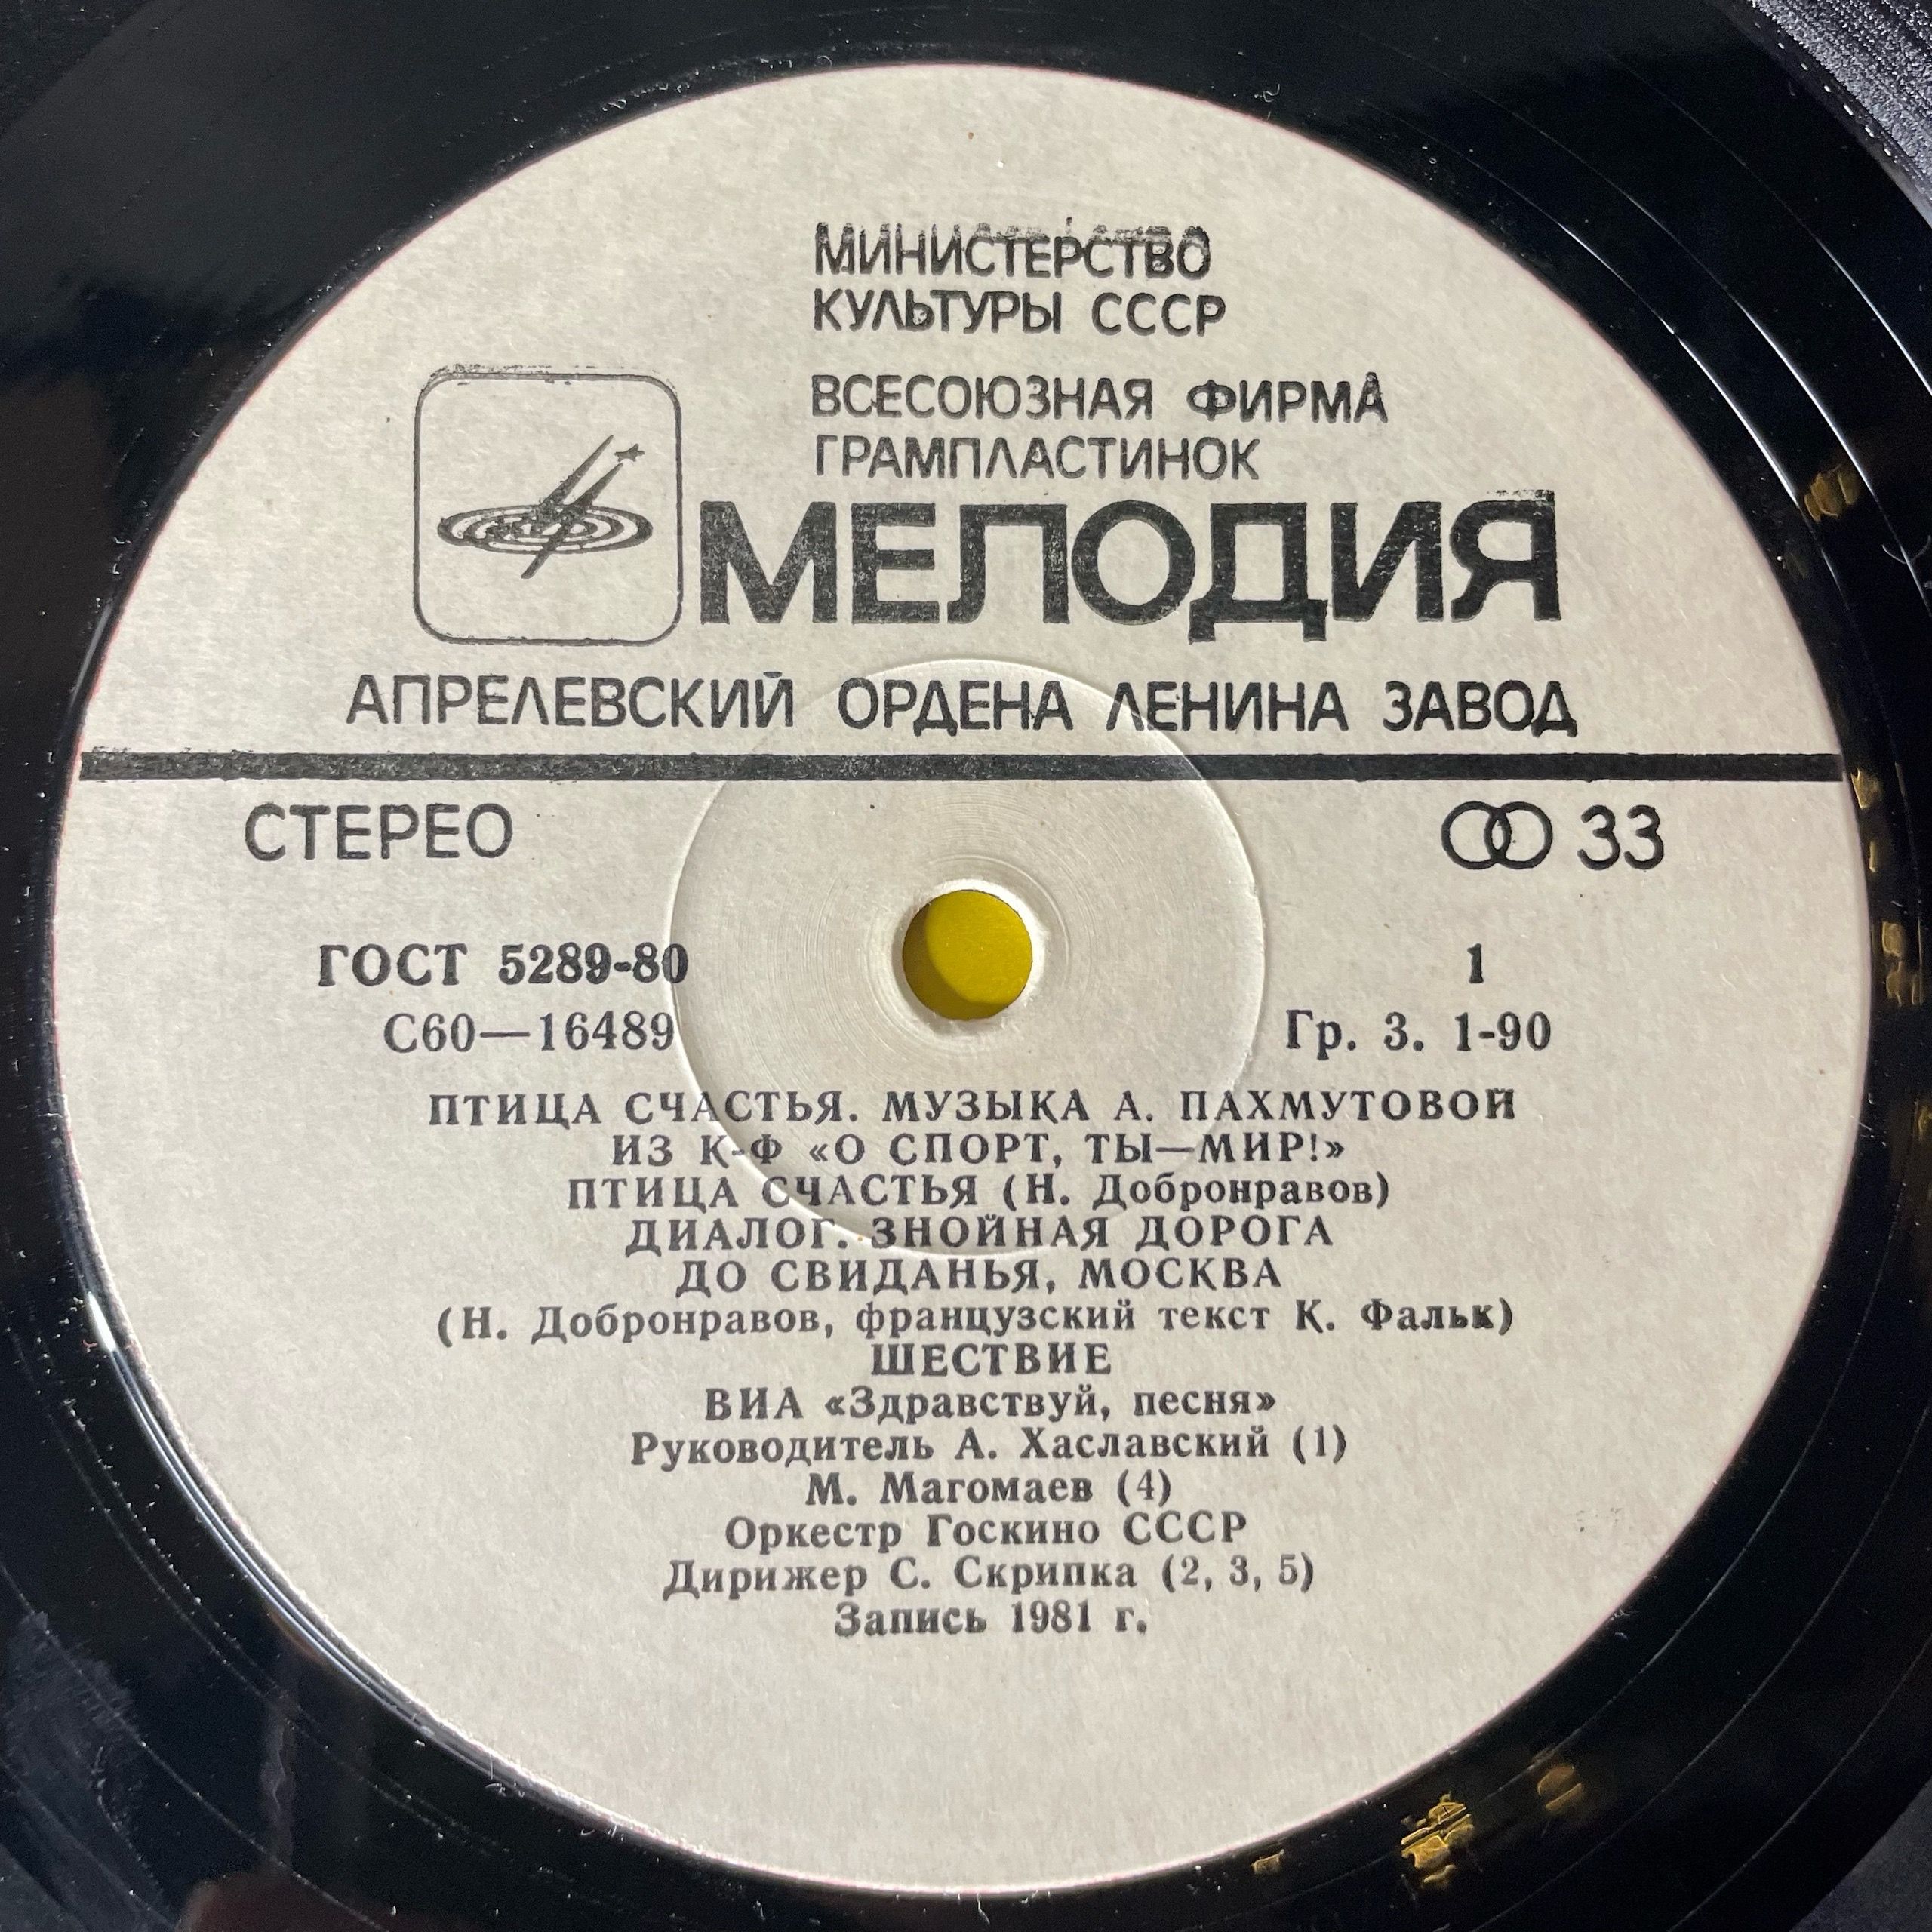 МИНИСТЕРСТВО
КУЛЬТУРЫ СССР
ВСЕСОЮЗНАЯ ФИРМА
ГРАМПЛАСТИНОК
МЕЛОДИЯ
АПРЕЛЕВСКИЙ ОРДЕНА ЛЕНИНА ЗАВОД
СТЕРЕО 33
ГОСТ 5289-80 1
С60—16489 Гр. 3. 1-90
ПТИЦА СЧАСТЬЯ. МУЗЫКА А. ПАХМУТОВОЙ
ИЗ К-Ф «О СПОРТ, ТЫ—МИР!»
ПТИЦА СЧАСТЬЯ (Н. Добронравов)
ДИАЛОГ. ЗНОЙНАЯ ДОРОГА
ДО СВИДАНЬЯ, МОСКВА
(Н. Добронравов, французский текст К. Фальк)
ШЕСТВИЕ
ВИА «Здравствуй, песня»
Руководитель А. Хаславский (1)
М. Магомаев (4)
Оркестр Госкино СССР
Дирижер С. Скрипка (2, 3, 5)
Запись 1981 г.